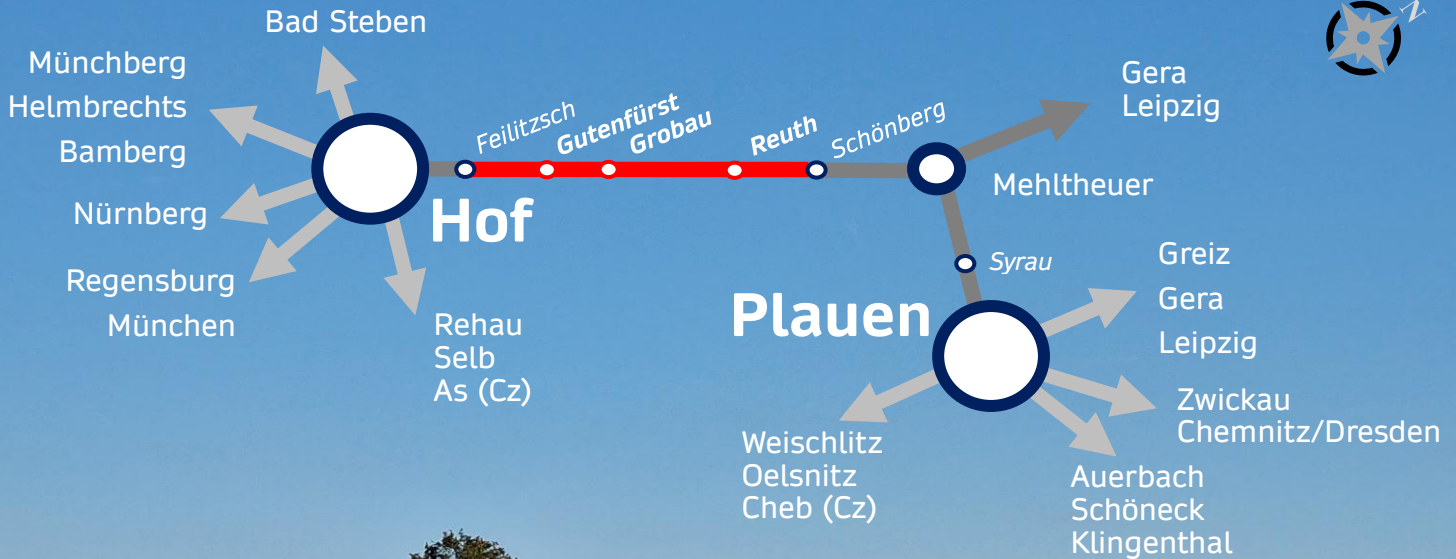 Bad Steben
N
Münchberg
Helmbrechts
Bamberg
Nürnberg
Regensburg
München
Hof
Rehau
Selb
As (Cz)
Feilitzsch
Gutenfürst
Grobau
Reuth
Schönberg
Gera
Leipzig
Mehltheuer
Syrau
Plauen
Greiz
Gera
Leipzig
Zwickau
Chemnitz/Dresden
Weischlitz
Oelsnitz
Cheb (Cz)
Auerbach
Schöneck
Klingenthal